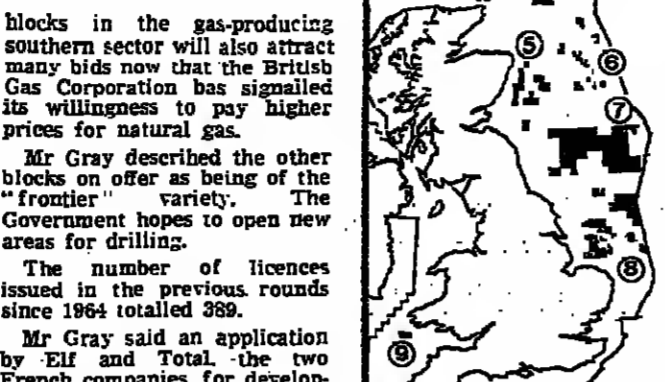 blocks in the gas-producing
southern sector will also attract
many bids now that the British
Gas Corporation has signalled
its willingness to pay higher
prices for natural gas.
Mr Gray described the other
blocks on offer as being of the
"frontier" variety. The
Government hopes to open new
areas for drilling.
The number of licences
issued in the previous rounds
since 1964 totalled 389.
Mr Gray said an application
by Elf and Total - the two
French companies for develop-
5
6
7
8
9